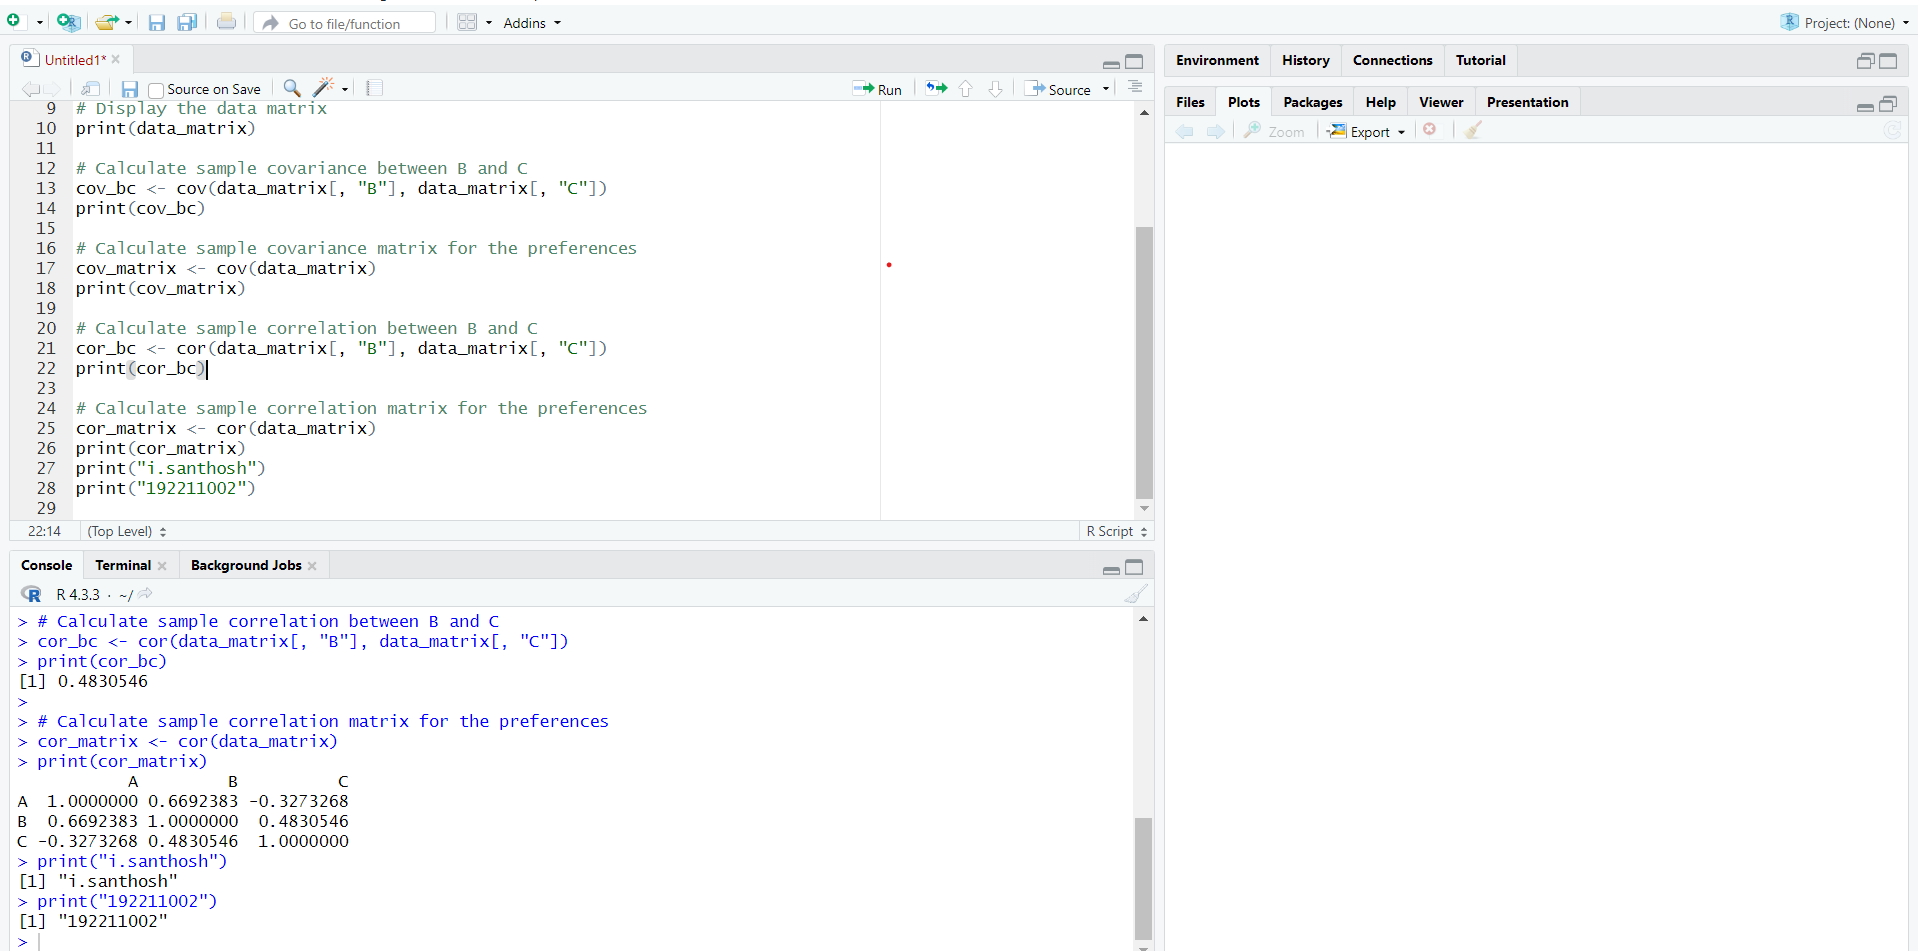 Go to file/function
Addins
Project: (None)
Untitled1*
Source on Save
Run
Source
9 # Display the data matrix
10 print(data_matrix)
11
12 # Calculate sample covariance between B and C
13 cov_bc <- cov(data_matrix[, "B"], data_matrix[, "C"])
14 print(cov_bc)
15
16 # Calculate sample covariance matrix for the preferences
17 cov_matrix <- cov(data_matrix)
18 print(cov_matrix)
19
20 # Calculate sample correlation between B and C
21 cor_bc <- cor(data_matrix[, "B"], data_matrix[, "C"])
22 print(cor_bc)
23
24 # Calculate sample correlation matrix for the preferences
25 cor_matrix <- cor(data_matrix)
26 print(cor_matrix)
27 print("i.santhosh")
28 print("192211002")
29
22:14 (Top Level) R Script
Console Terminal Background Jobs
R 4.3.3 · ~/
> # Calculate sample correlation between B and C
> cor_bc <- cor(data_matrix[, "B"], data_matrix[, "C"])
> print(cor_bc)
[1] 0.4830546
>
> # Calculate sample correlation matrix for the preferences
> cor_matrix <- cor(data_matrix)
> print(cor_matrix)
A B C
A 1.0000000 0.6692383 -0.3273268
B 0.6692383 1.0000000 0.4830546
C -0.3273268 0.4830546 1.0000000
> print("i.santhosh")
[1] "i.santhosh"
> print("192211002")
[1] "192211002"
>
Environment History Connections Tutorial
Files Plots Packages Help Viewer Presentation
Zoom Export